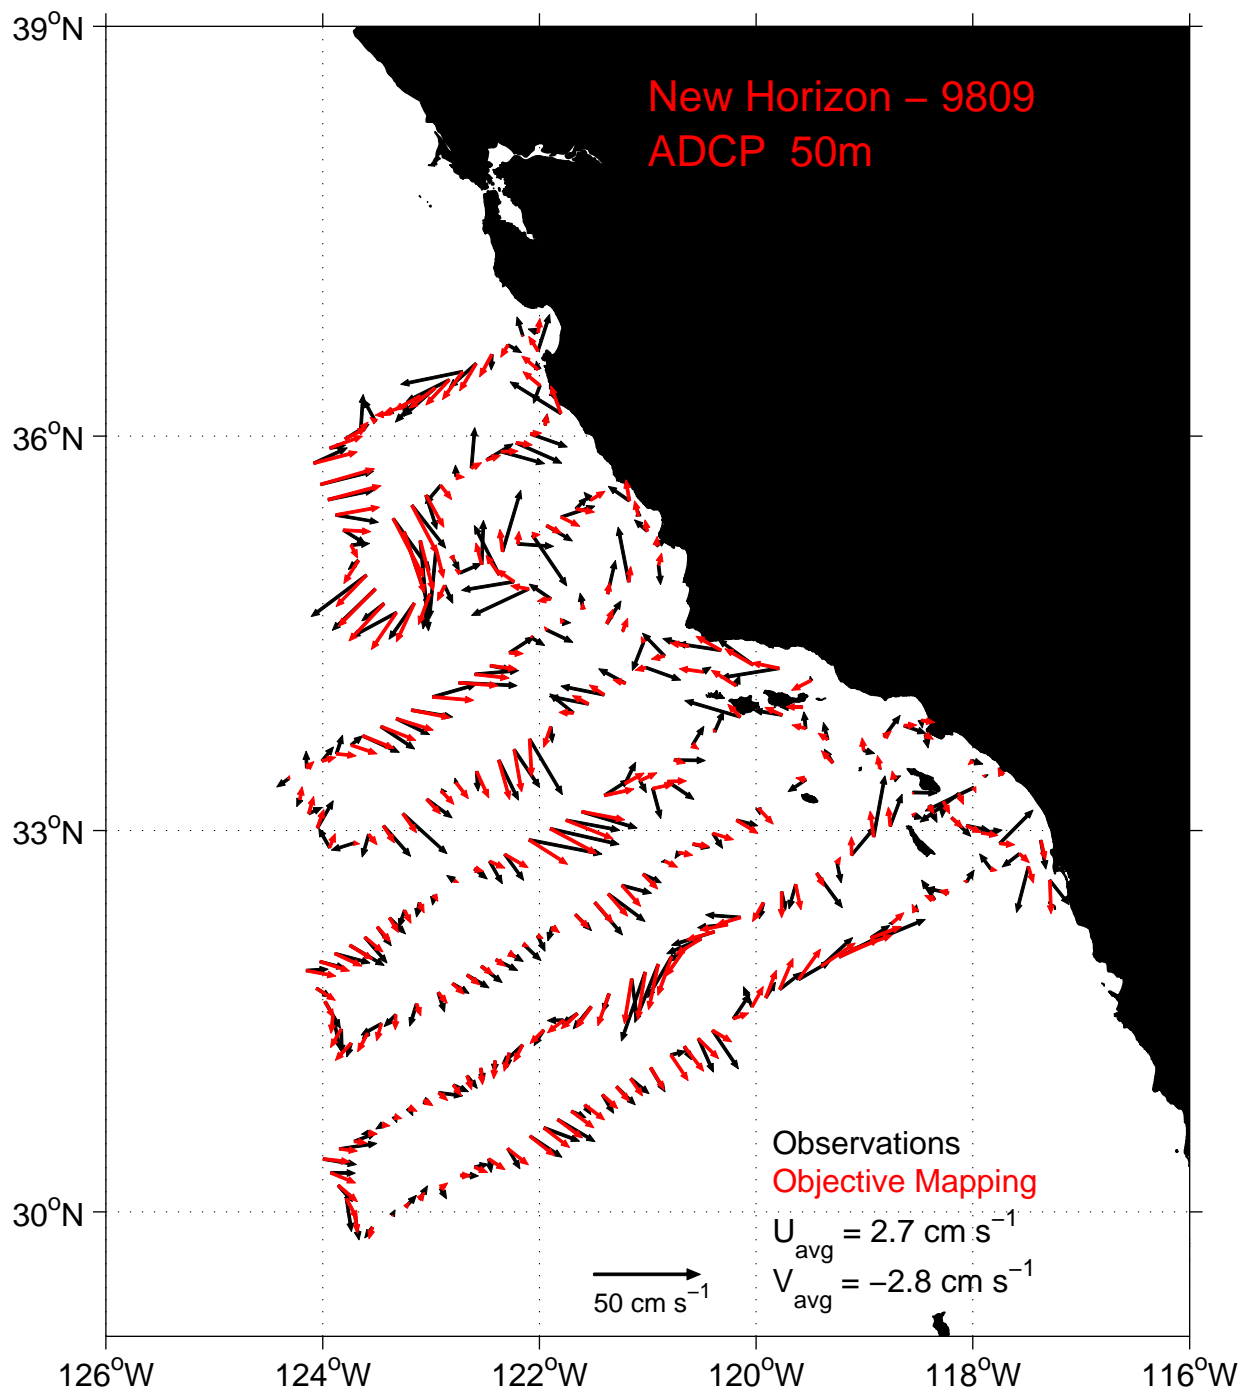 39°N
New Horizon – 9809
ADCP 50m
36°N
33°N
Observations
Objective Mapping
30°N
U_avg = 2.7 cm s⁻¹
50 cm s⁻¹
V_avg = –2.8 cm s⁻¹
126°W 124°W 122°W 120°W 118°W 116°W